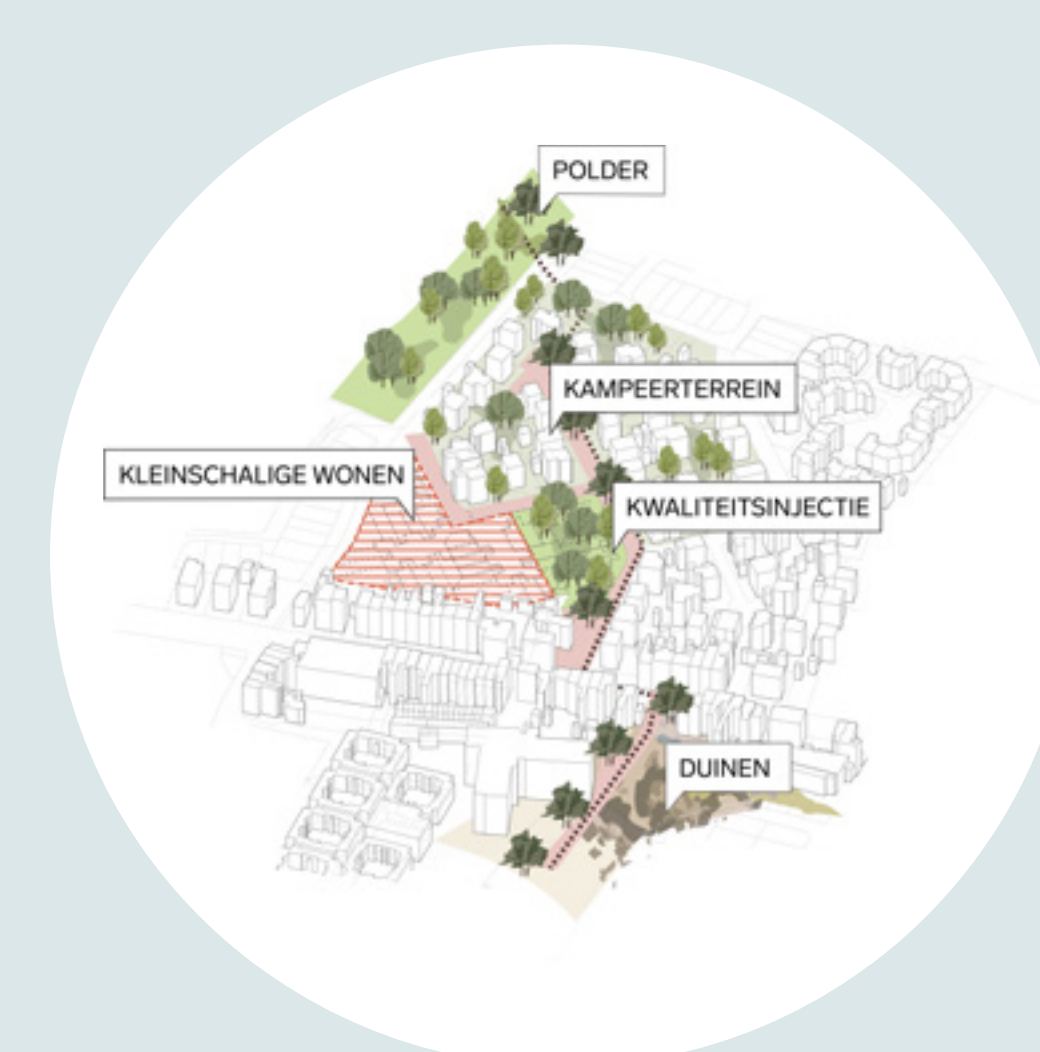 POLDER
KAMPEERTERREIN
KLEINSCHALIGE WONEN
KWALITEITSINJECTIE
DUINEN